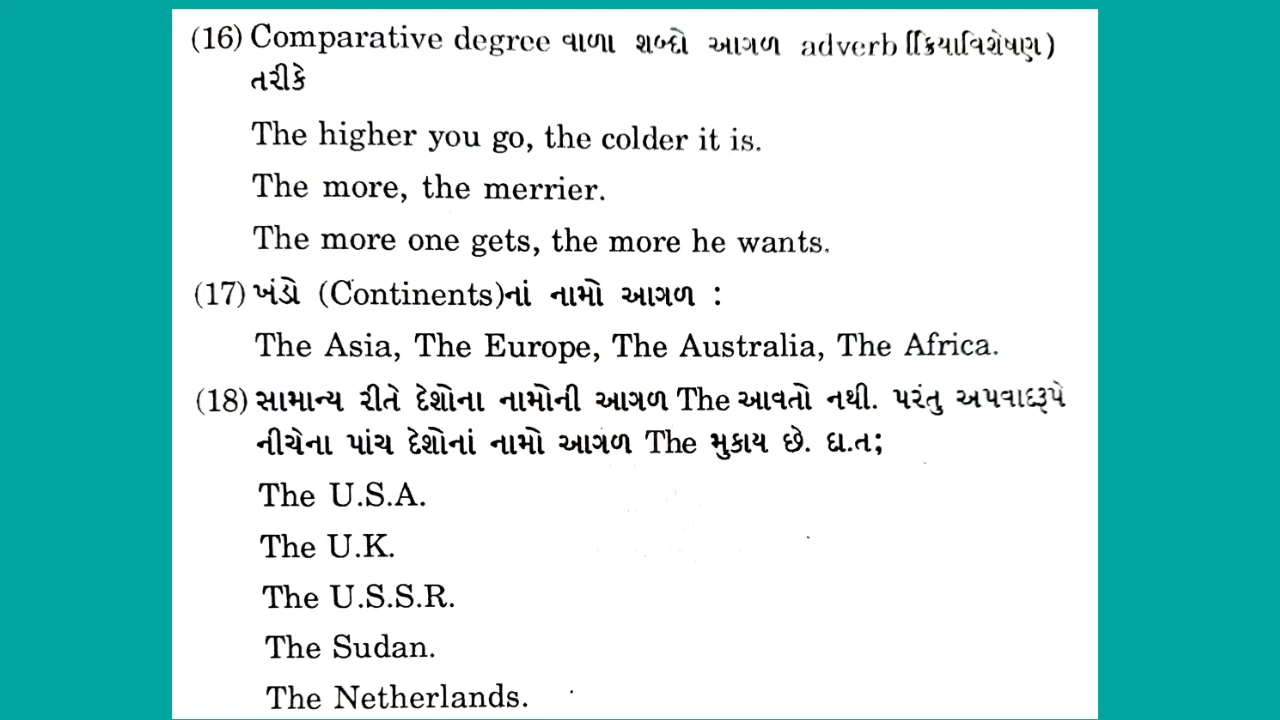 (16) Comparative degree વાળા શબ્દો આગળ adverb (ક્રિયાવિશેષણ)
તરીકે
The higher you go, the colder it is.
The more, the merrier.
The more one gets, the more he wants.
(17) ખંડો (Continents)નાં નામો આગળ :
The Asia, The Europe, The Australia, The Africa.
(18) સામાન્ય રીતે દેશોના નામોની આગળ The આવતો નથી. પરંતુ અપવાદરૂપે
નીચેના પાંચ દેશોનાં નામો આગળ The મુકાય છે. દા.ત;
The U.S.A.
The U.K.
The U.S.S.R.
The Sudan.
The Netherlands.